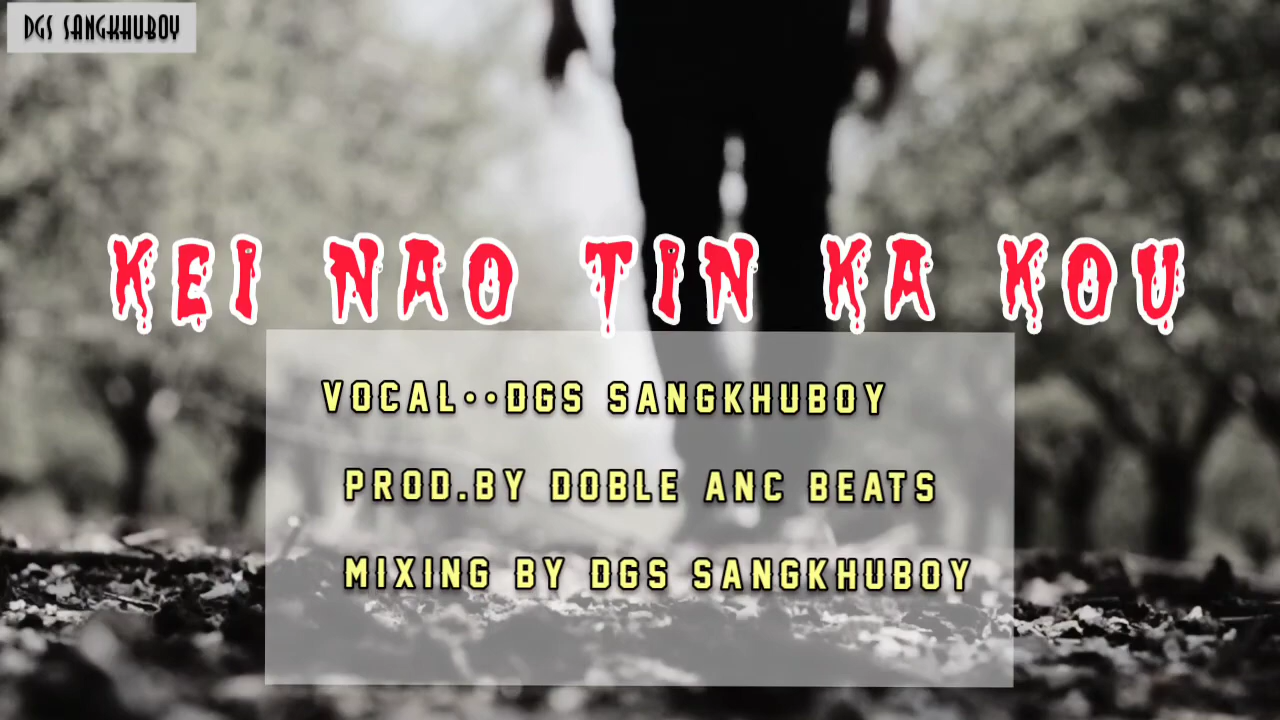 DGS SANGKHUBOY
KEI NAO TIN KA KOU
VOCAL••DGS SANGKHUBOY
PROD.BY DOBLE ANC BEATS
MIXING BY DGS SANGKHUBOY